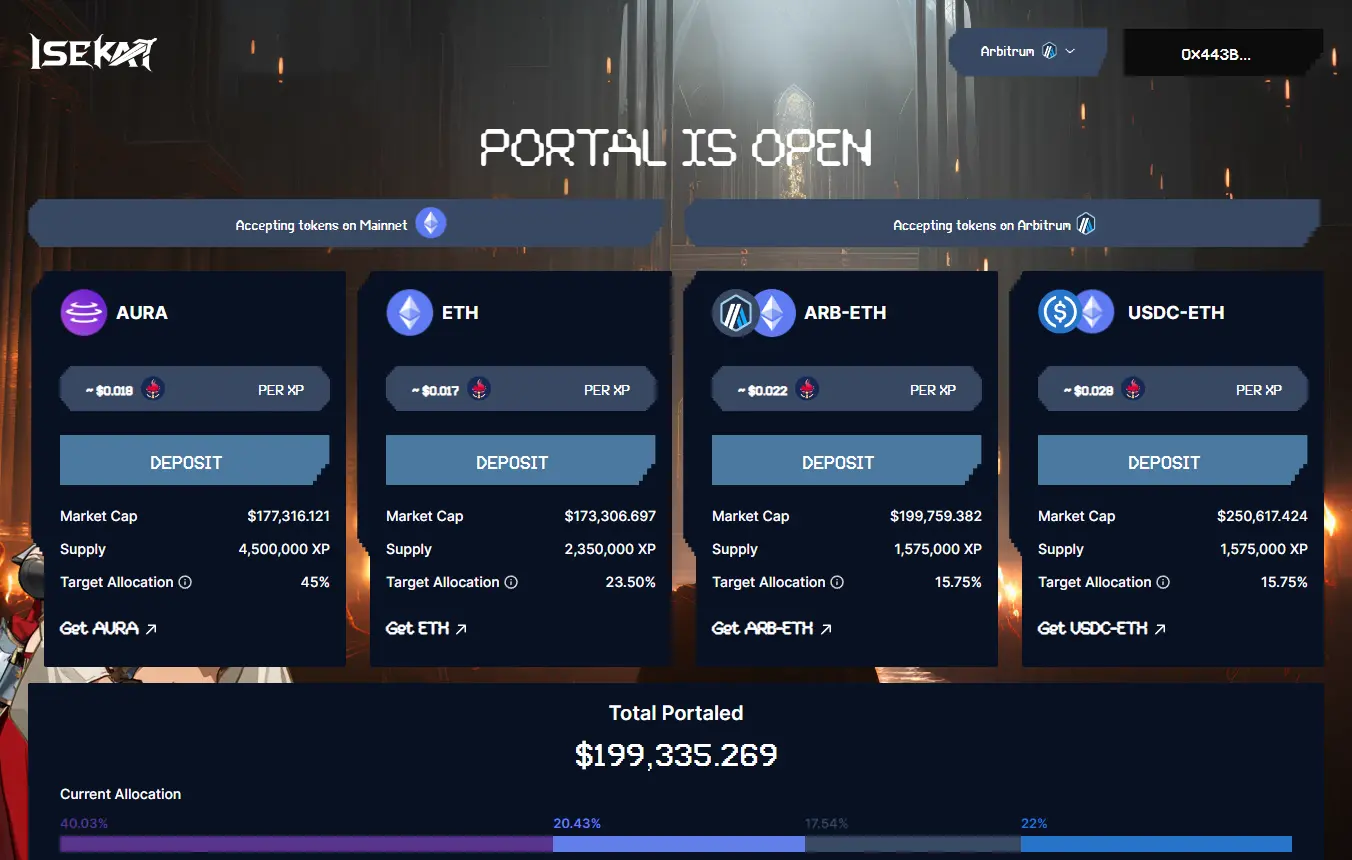 ISEKAI
Arbitrum
0X443B...
PORTAL IS OPEN
Accepting tokens on Mainnet
Accepting tokens on Arbitrum
AURA
~ $0.018 PER XP
DEPOSIT
Market Cap $177,316.121
Supply 4,500,000 XP
Target Allocation 45%
Get AURA
ETH
~ $0.017 PER XP
DEPOSIT
Market Cap $173,306.697
Supply 2,350,000 XP
Target Allocation 23.50%
Get ETH
ARB-ETH
~ $0.022 PER XP
DEPOSIT
Market Cap $199,759.382
Supply 1,575,000 XP
Target Allocation 15.75%
Get ARB-ETH
USDC-ETH
~ $0.028 PER XP
DEPOSIT
Market Cap $250,617.424
Supply 1,575,000 XP
Target Allocation 15.75%
Get USDC-ETH
Total Portaled
$199,335.269
Current Allocation
40.03% 20.43% 17.54% 22%